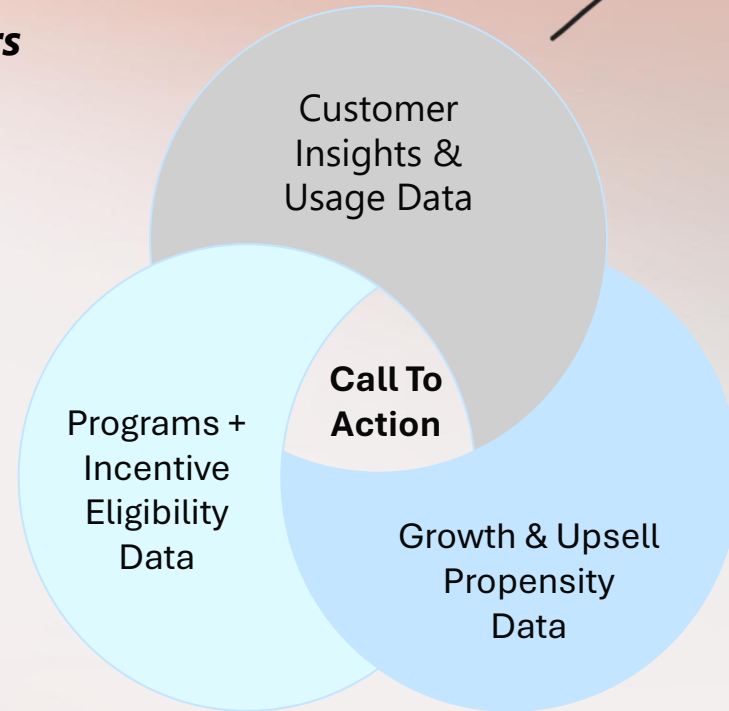 Customer
Insights &
Usage Data
Call To
Action
Programs +
Incentive
Eligibility
Data
Growth & Upsell
Propensity
Data